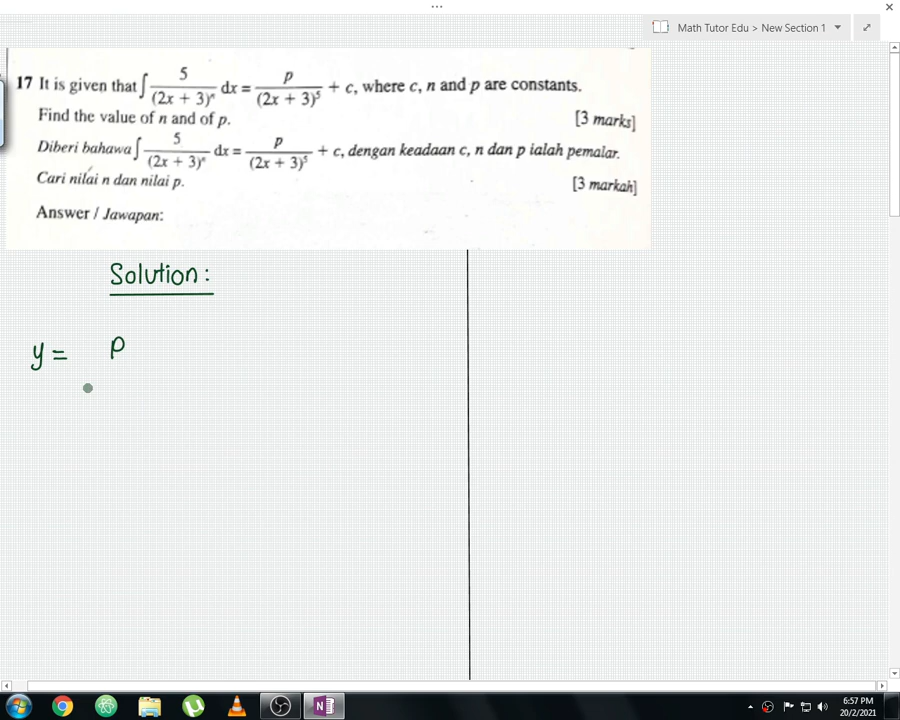 Math Tutor Edu > New Section 1
17 It is given that ∫ 5/(2x + 3)ⁿ dx = p/(2x + 3)⁵ + c, where c, n and p are constants.
Find the value of n and of p. [3 marks]
Diberi bahawa ∫ 5/(2x + 3)ⁿ dx = p/(2x + 3)⁵ + c, dengan keadaan c, n dan p ialah pemalar.
Cari nilai n dan nilai p. [3 markah]
Answer / Jawapan:
Solution :
y = p
6:57 PM
20/2/2021